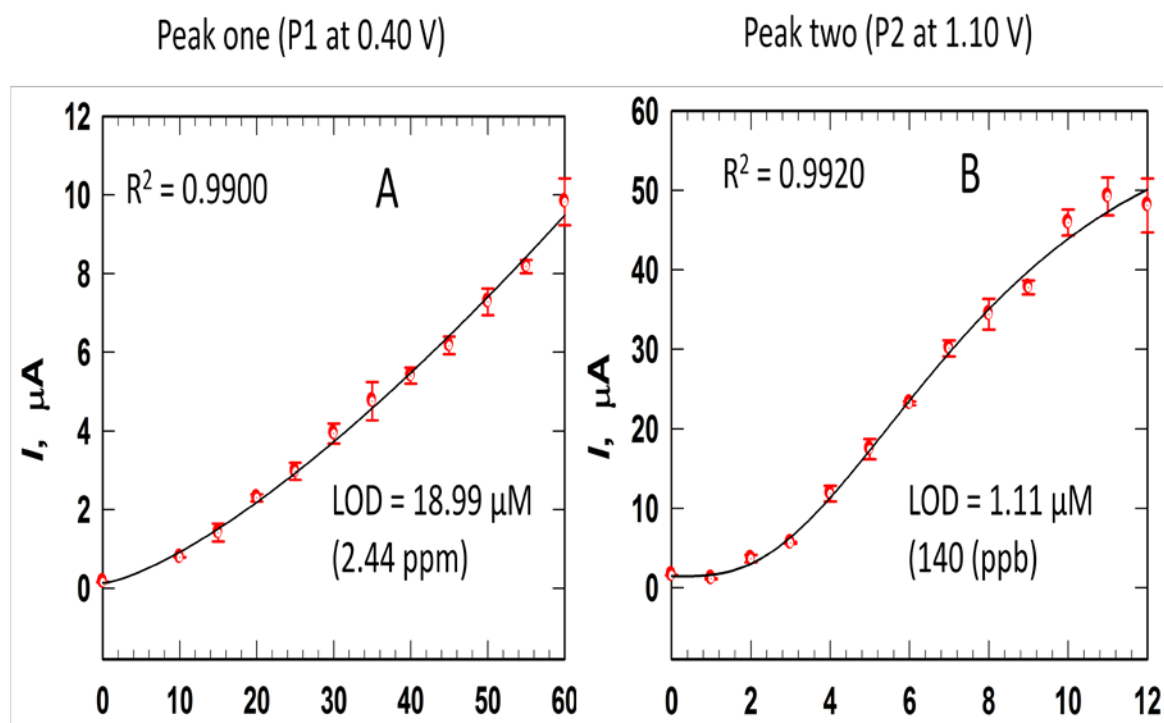 Peak one (P1 at 0.40 V)
Peak two (P2 at 1.10 V)
12
10
8
6
4
2
0
I, μA
R² = 0.9900
A
LOD = 18.99 μM
(2.44 ppm)
0 10 20 30 40 50 60
60
50
40
30
20
10
0
I, μA
R² = 0.9920
B
LOD = 1.11 μM
(140 (ppb)
0 2 4 6 8 10 12